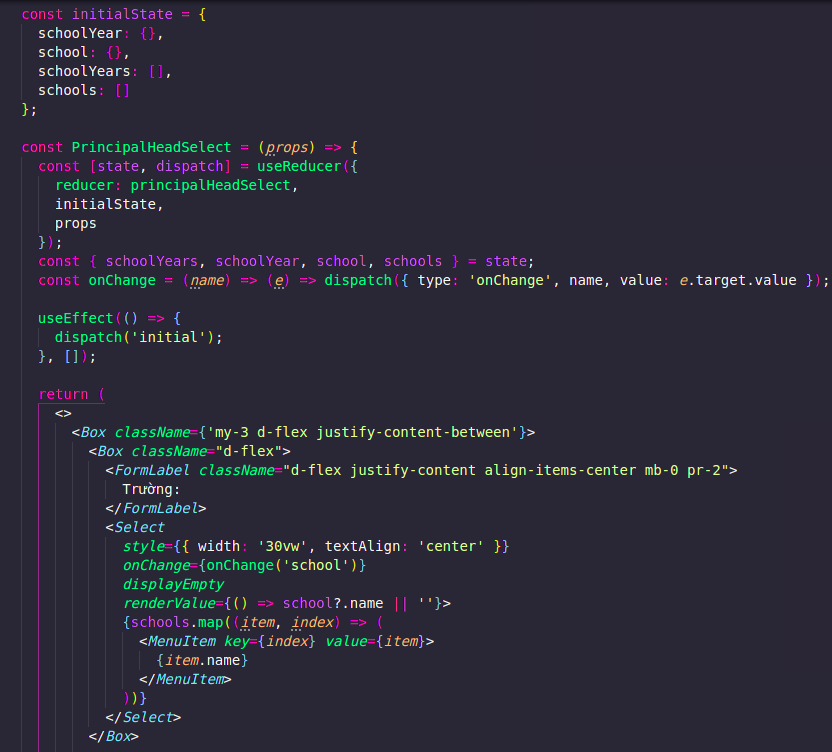 const initialState = {
schoolYear: {},
school: {},
schoolYears: [],
schools: []
};
const PrincipalHeadSelect = (props) => {
const [state, dispatch] = useReducer({
reducer: principalHeadSelect,
initialState,
props
});
const { schoolYears, schoolYear, school, schools } = state;
const onChange = (name) => (e) => dispatch({ type: 'onChange', name, value: e.target.value });
useEffect(() => {
dispatch('initial');
}, []);
return (
<>
<Box className={'my-3 d-flex justify-content-between'}>
<Box className="d-flex">
<FormLabel className="d-flex justify-content align-items-center mb-0 pr-2">
Trường:
</FormLabel>
<Select
style={{ width: '30vw', textAlign: 'center' }}
onChange={onChange('school')}
displayEmpty
renderValue={() => school?.name || ''}>
{schools.map((item, index) => (
<MenuItem key={index} value={item}>
{item.name}
</MenuItem>
))}
</Select>
</Box>